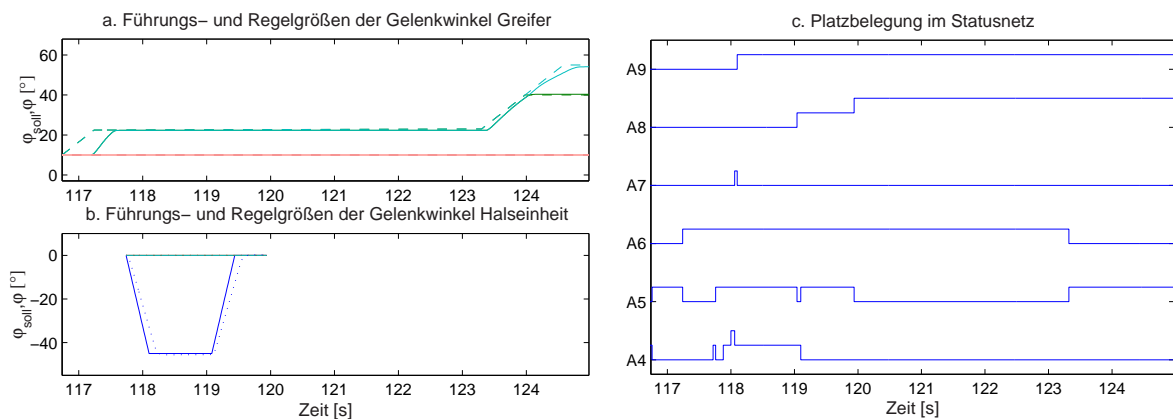 a. Führungs− und Regelgrößen der Gelenkwinkel Greifer
φsoll,φ [°]
60
40
20
0
117 118 119 120 121 122 123 124
b. Führungs− und Regelgrößen der Gelenkwinkel Halseinheit
φsoll,φ [°]
0
−20
−40
117 118 119 120 121 122 123 124
Zeit [s]
c. Platzbelegung im Statusnetz
A9
A8
A7
A6
A5
A4
117 118 119 120 121 122 123 124
Zeit [s]